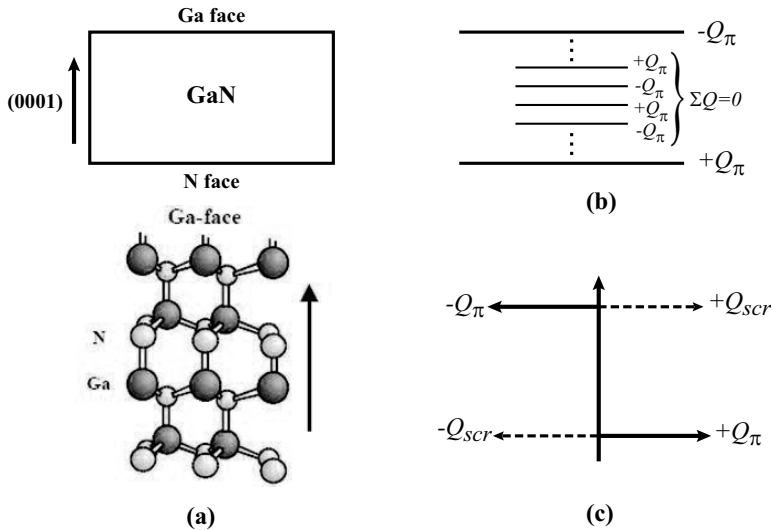 Ga face
(0001)
GaN
N face
Ga-face
N
Ga
(a)
-Qπ
+Qπ
-Qπ
+Qπ
-Qπ
ΣQ=0
+Qπ
(b)
-Qπ
+Qscr
-Qscr
+Qπ
(c)